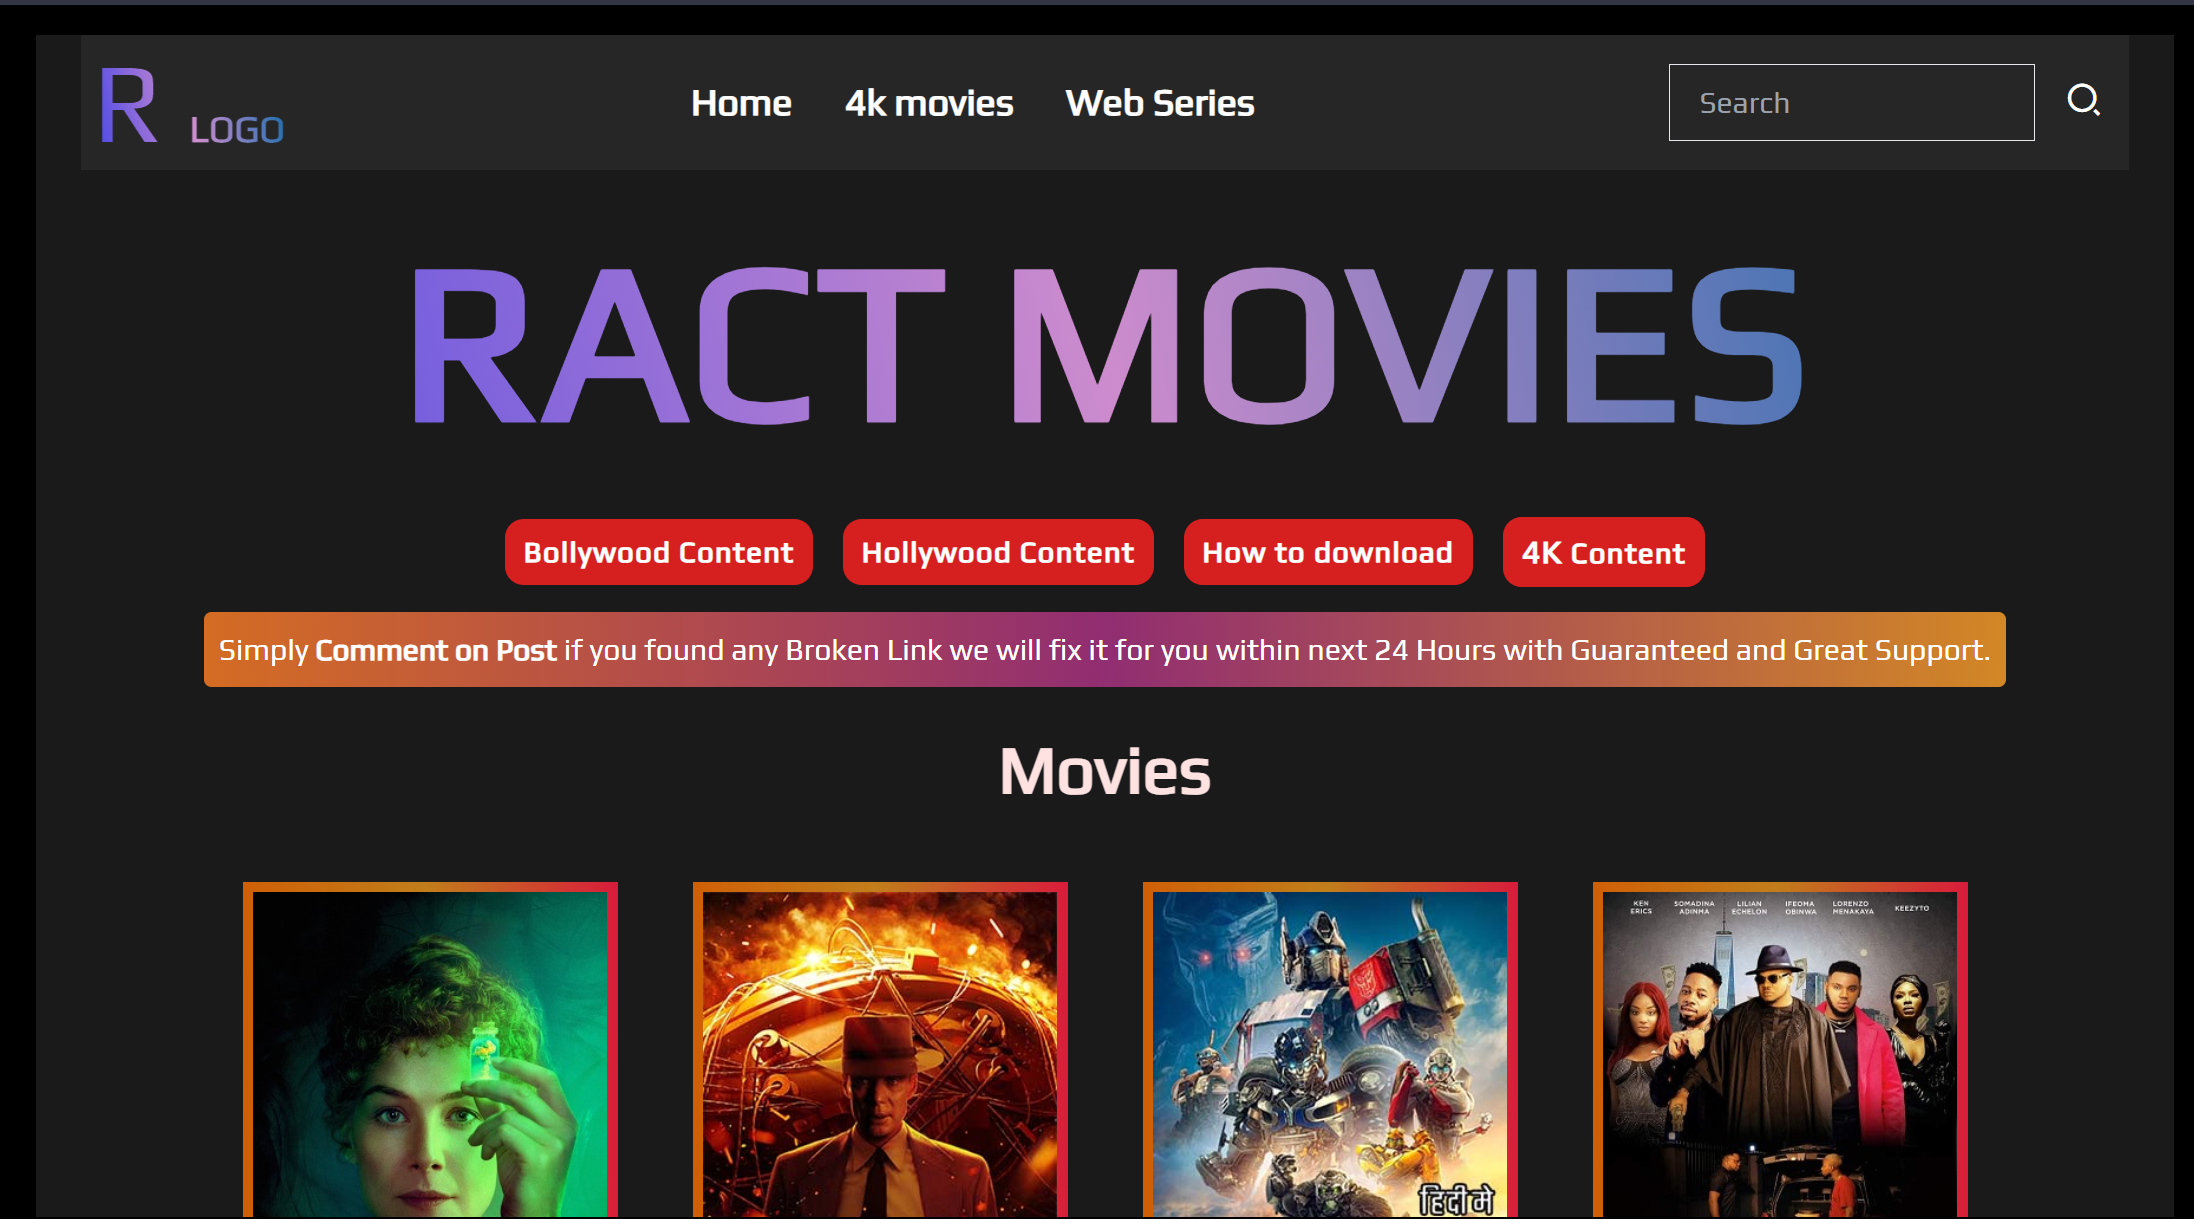 R LOGO
Home 4k movies Web Series
Search
RACT MOVIES
Bollywood Content Hollywood Content How to download 4K Content
Simply Comment on Post if you found any Broken Link we will fix it for you within next 24 Hours with Guaranteed and Great Support.
Movies
KEN ERICS
SOMADINA ADINMA
LILIAN ECHELON
IFEOMA OBINWA
LORENZO MENAKAYA
KEEZYTO
हिंदी मे